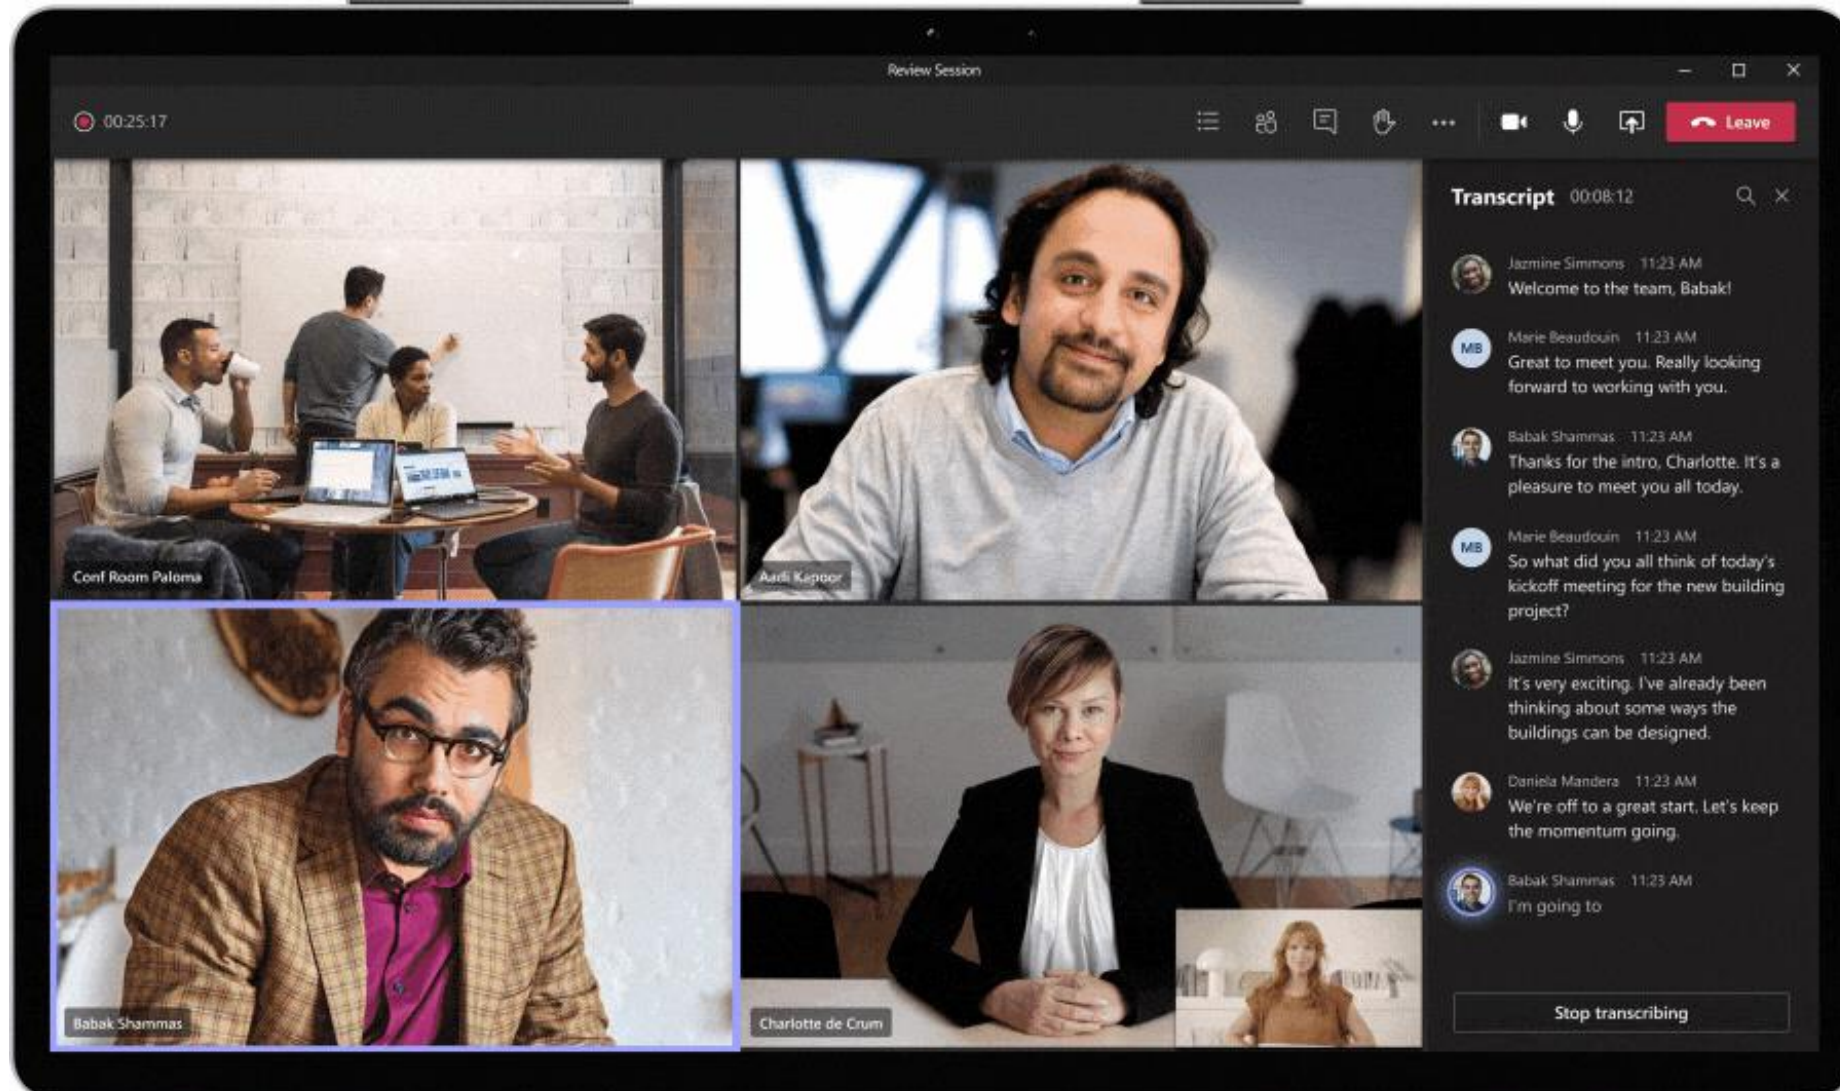 Review Session
00:25:17
Leave
Conf Room Paloma
Aadi Kapoor
Babak Shammas
Charlotte de Crum
Transcript 00:08:12
Jazmine Simmons 11:23 AM
Welcome to the team, Babak!
MB
Marie Beaudouin 11:23 AM
Great to meet you. Really looking
forward to working with you.
Babak Shammas 11:23 AM
Thanks for the intro, Charlotte. It's a
pleasure to meet you all today.
MB
Marie Beaudouin 11:23 AM
So what did you all think of today's
kickoff meeting for the new building
project?
Jazmine Simmons 11:23 AM
It's very exciting. I've already been
thinking about some ways the
buildings can be designed.
Daniela Mandera 11:23 AM
We're off to a great start. Let's keep
the momentum going.
Babak Shammas 11:23 AM
I'm going to
Stop transcribing